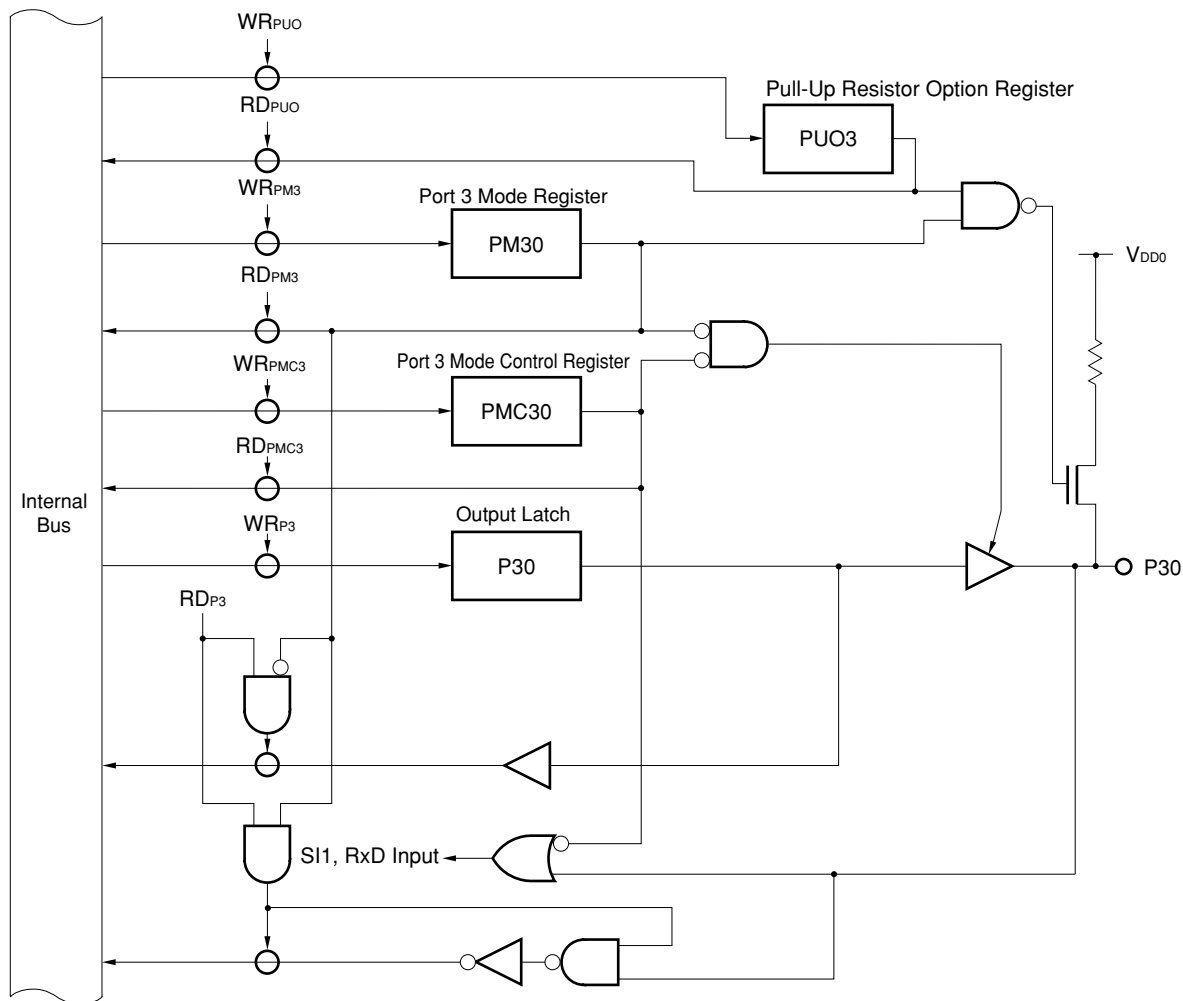 WRPUO
RDPUO
Pull-Up Resistor Option Register
PUO3
WRPM3
Port 3 Mode Register
PM30
RDPM3
VDD0
WRPMC3
Port 3 Mode Control Register
PMC30
RDPMC3
Internal
Bus
WRP3
Output Latch
P30
P30
RDP3
SI1, RxD Input